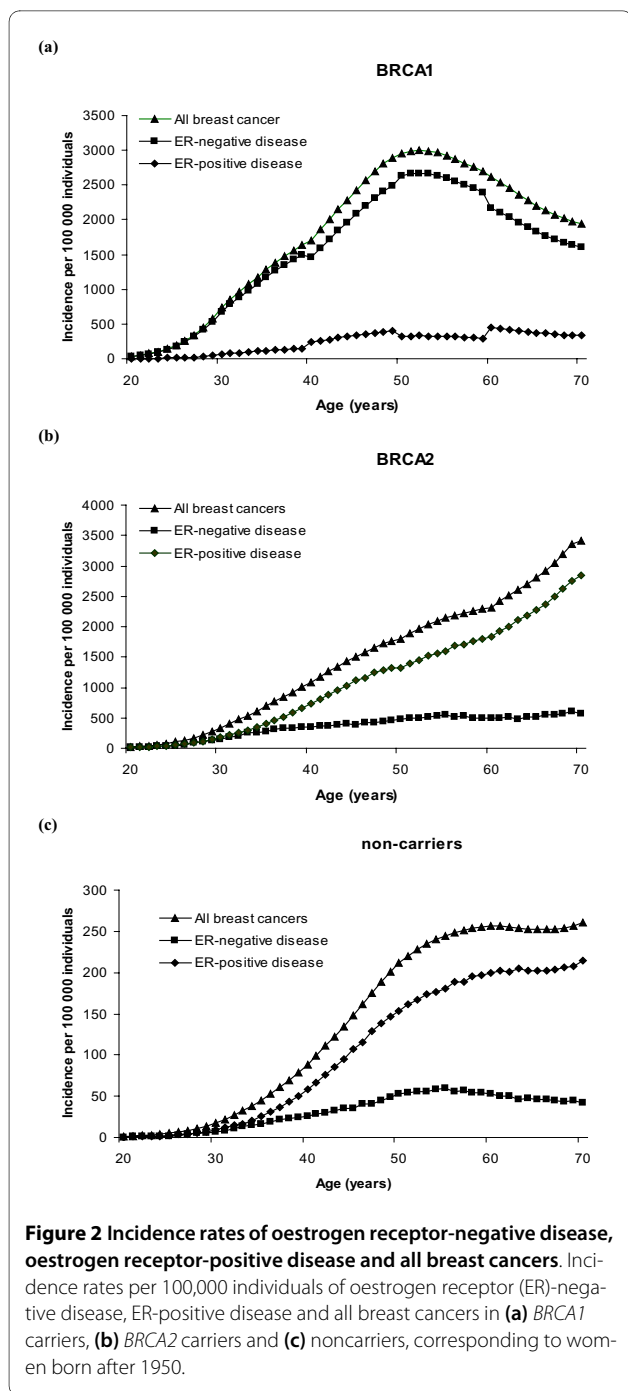 (a)
BRCA1
All breast cancer
ER-negative disease
ER-positive disease
Incidence per 100 000 individuals
3500
3000
2500
2000
1500
1000
500
0
20 30 40 50 60 70
Age (years)
(b)
BRCA2
All breast cancers
ER-negative disease
ER-positive disease
Incidence per 100 000 individuals
4000
3500
3000
2500
2000
1500
1000
500
0
20 30 40 50 60 70
Age (years)
(c)
non-carriers
All breast cancers
ER-negative disease
ER-positive disease
Incidence per 100 000 individuals
300
250
200
150
100
50
0
20 30 40 50 60 70
Age (years)
Figure 2 Incidence rates of oestrogen receptor-negative disease,
oestrogen receptor-positive disease and all breast cancers. Inci-
dence rates per 100,000 individuals of oestrogen receptor (ER)-nega-
tive disease, ER-positive disease and all breast cancers in (a) BRCA1
carriers, (b) BRCA2 carriers and (c) noncarriers, corresponding to wom-
en born after 1950.